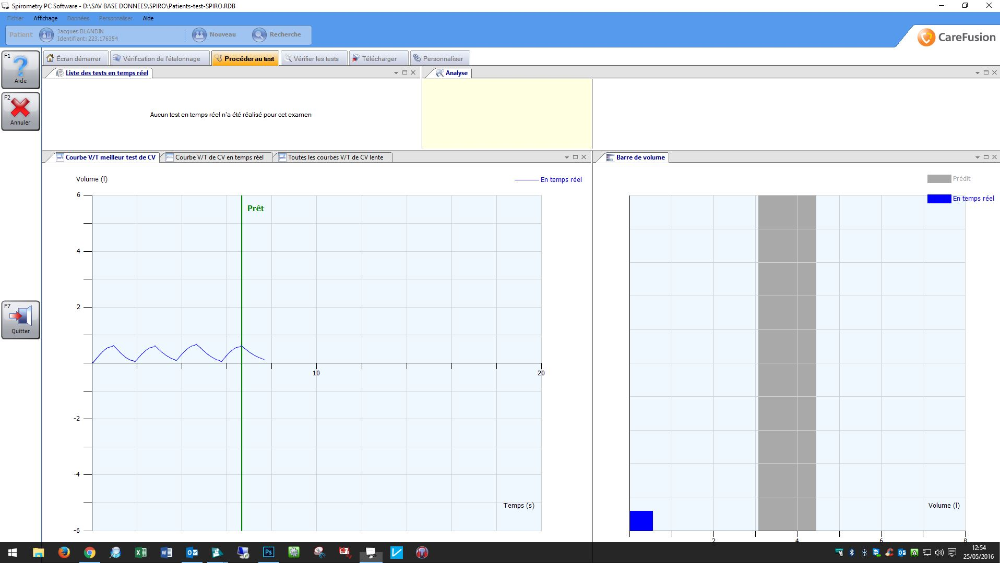 Spirometry PC Software - D:\SAV BASE DONNEES\SPIRO\Patients-test-SPIRO.RDB
Fichier Affichage Données Personnaliser Aide
Patient
Jacques BLANDIN
Identifiant: 223.176354
Nouveau
Recherche
CareFusion
F1
Aide
F2
Annuler
F7
Quitter
Écran démarrer
Vérification de l'étalonnage
Procéder au test
Vérifier les tests
Télécharger
Personnaliser
Liste des tests en temps réel
Analyse
Aucun test en temps réel n'a été réalisé pour cet examen
Courbe V/T meilleur test de CV
Courbe V/T de CV en temps réel
Toutes les courbes V/T de CV lente
Barre de volume
Volume (l)
En temps réel
Prêt
6
4
2
-2
-4
-6
10
20
Temps (s)
Prédit
En temps réel
Volume (l)
2
4
6
8
12:54
25/05/2016